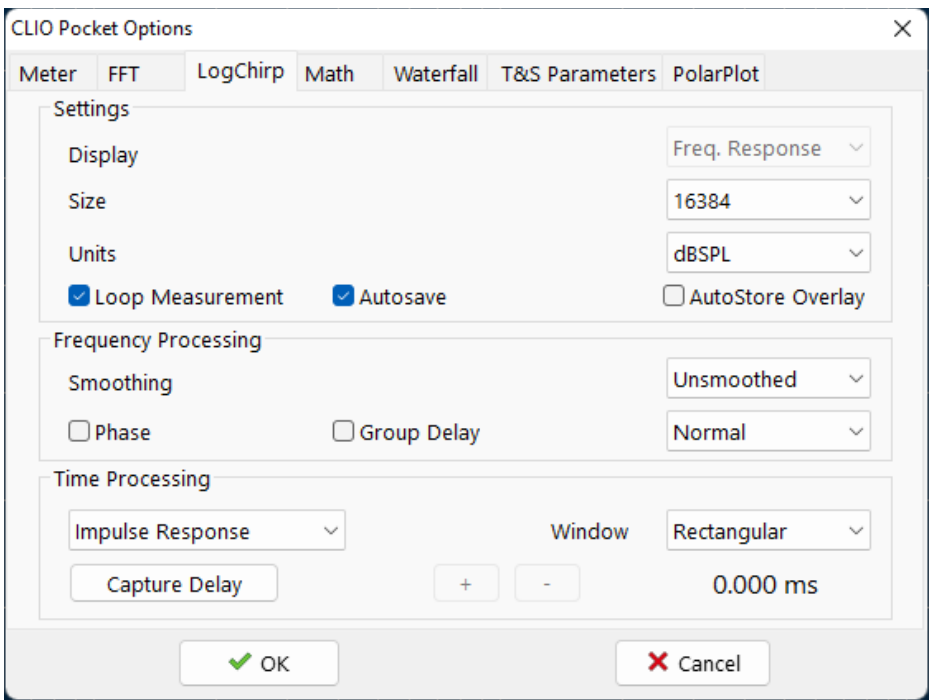 CLIO Pocket Options
Meter FFT LogChirp Math Waterfall T&S Parameters PolarPlot
Settings
Display Freq. Response
Size 16384
Units dBSPL
Loop Measurement Autosave AutoStore Overlay
Frequency Processing
Smoothing Unsmoothed
Phase Group Delay Normal
Time Processing
Impulse Response Window Rectangular
Capture Delay + - 0.000 ms
OK Cancel